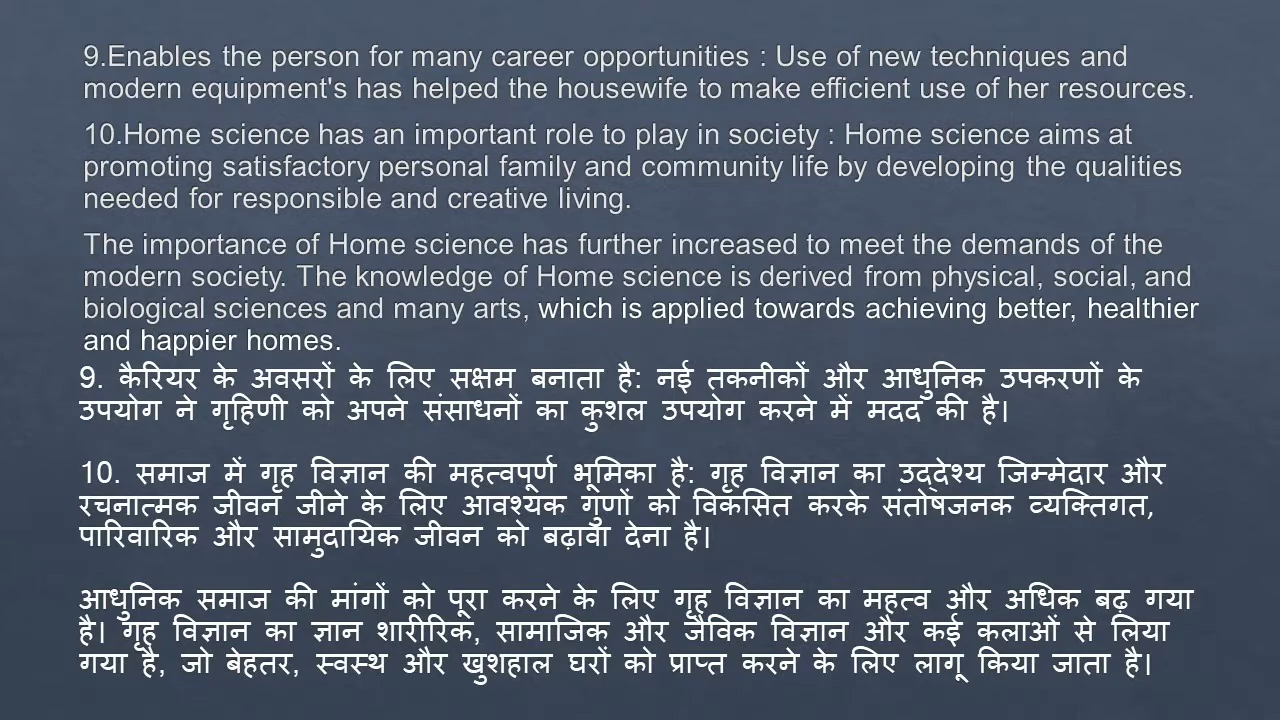 9.Enables the person for many career opportunities : Use of new techniques and
modern equipment's has helped the housewife to make efficient use of her resources.
10.Home science has an important role to play in society : Home science aims at
promoting satisfactory personal family and community life by developing the qualities
needed for responsible and creative living.
The importance of Home science has further increased to meet the demands of the
modern society. The knowledge of Home science is derived from physical, social, and
biological sciences and many arts, which is applied towards achieving better, healthier
and happier homes.
9. कैरियर के अवसरों के लिए सक्षम बनाता है: नई तकनीकों और आधुनिक उपकरणों के
उपयोग ने गृहिणी को अपने संसाधनों का कुशल उपयोग करने में मदद की है।
10. समाज में गृह विज्ञान की महत्वपूर्ण भूमिका है: गृह विज्ञान का उद्देश्य जिम्मेदार और
रचनात्मक जीवन जीने के लिए आवश्यक गुणों को विकसित करके संतोषजनक व्यक्तिगत,
पारिवारिक और सामुदायिक जीवन को बढ़ावा देना है।
आधुनिक समाज की मांगों को पूरा करने के लिए गृह विज्ञान का महत्व और अधिक बढ़ गया
है। गृह विज्ञान का ज्ञान शारीरिक, सामाजिक और जैविक विज्ञान और कई कलाओं से लिया
गया है, जो बेहतर, स्वस्थ और खुशहाल घरों को प्राप्त करने के लिए लागू किया जाता है।